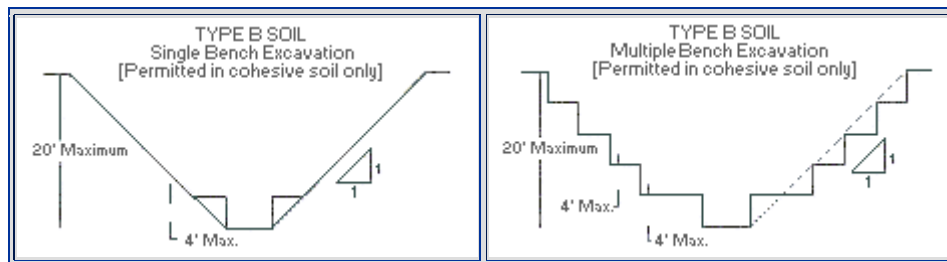 TYPE B SOIL
Single Bench Excavation
[Permitted in cohesive soil only]
20' Maximum
1
1
4' Max.
TYPE B SOIL
Multiple Bench Excavation
[Permitted in cohesive soil only]
20' Maximum
1
1
4' Max.
4' Max.